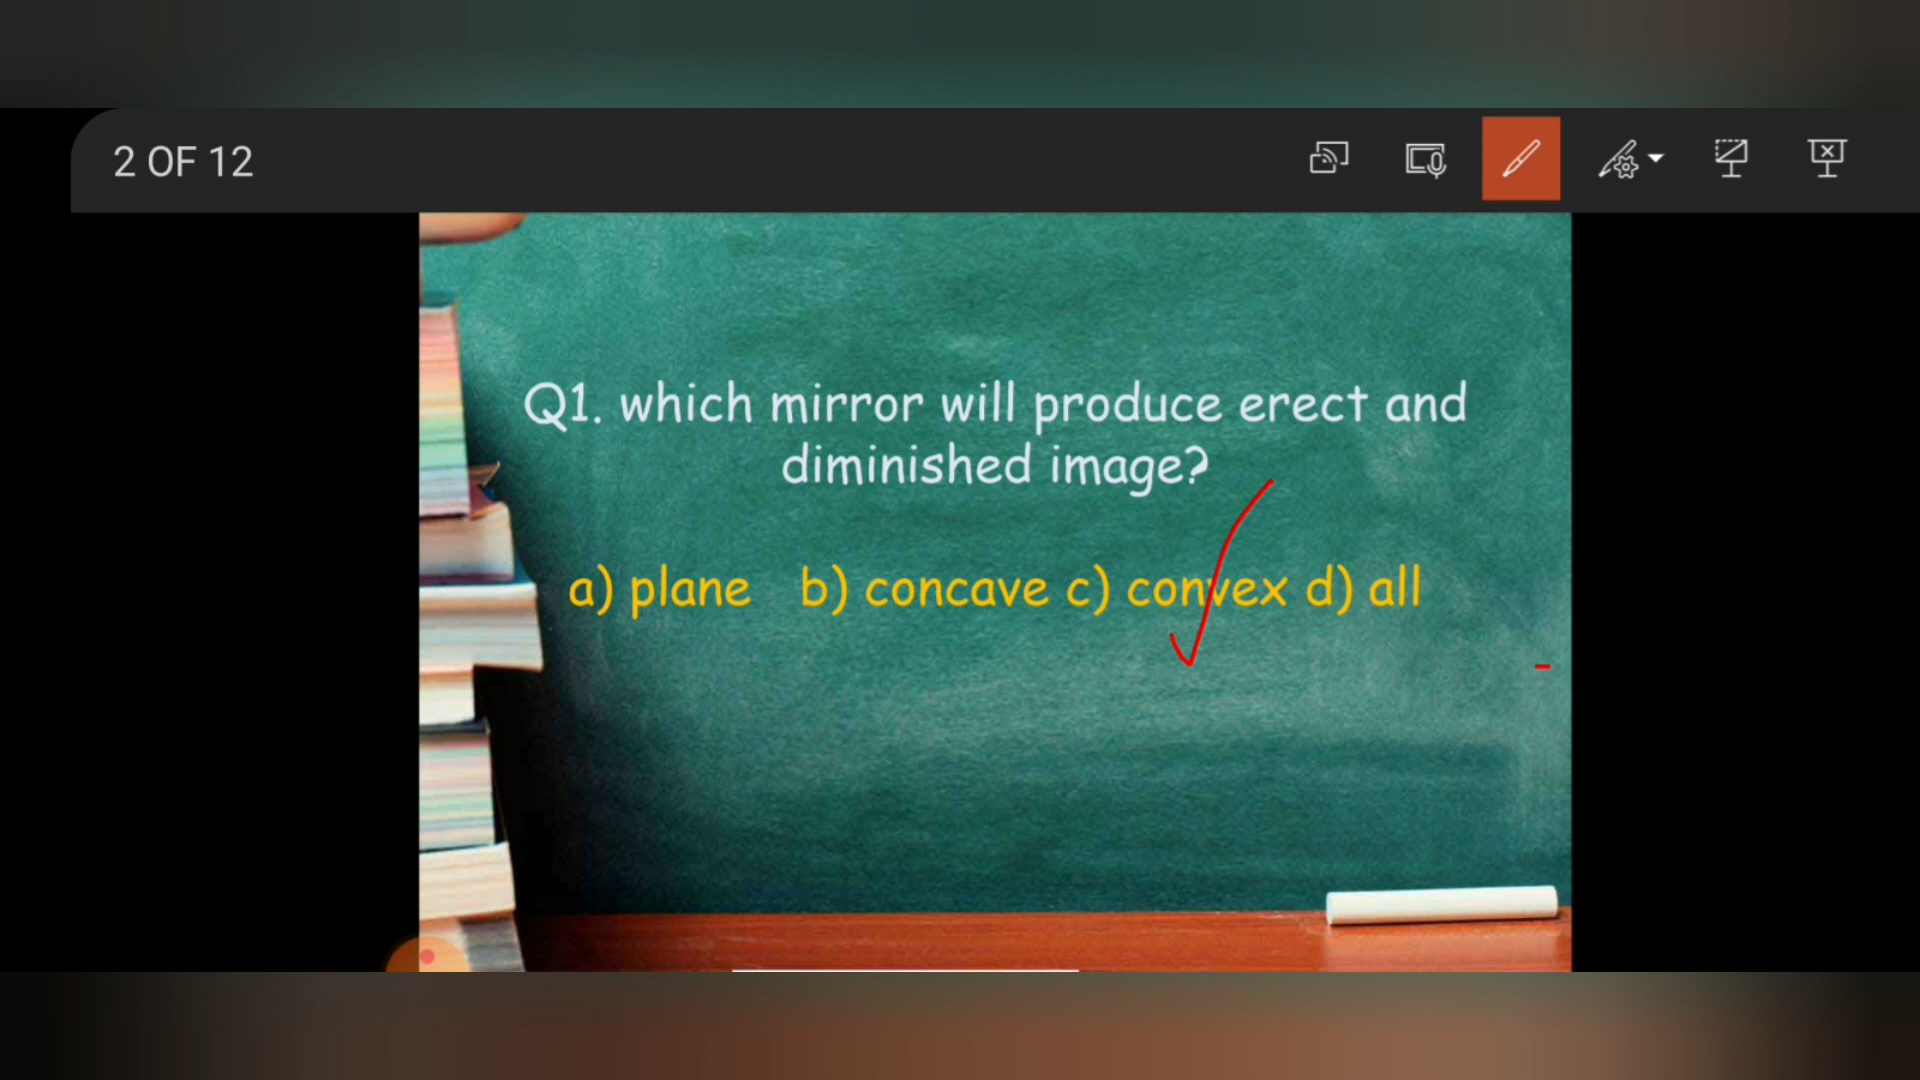 2 OF 12
Q1. which mirror will produce erect and
diminished image?
a) plane b) concave c) convex d) all